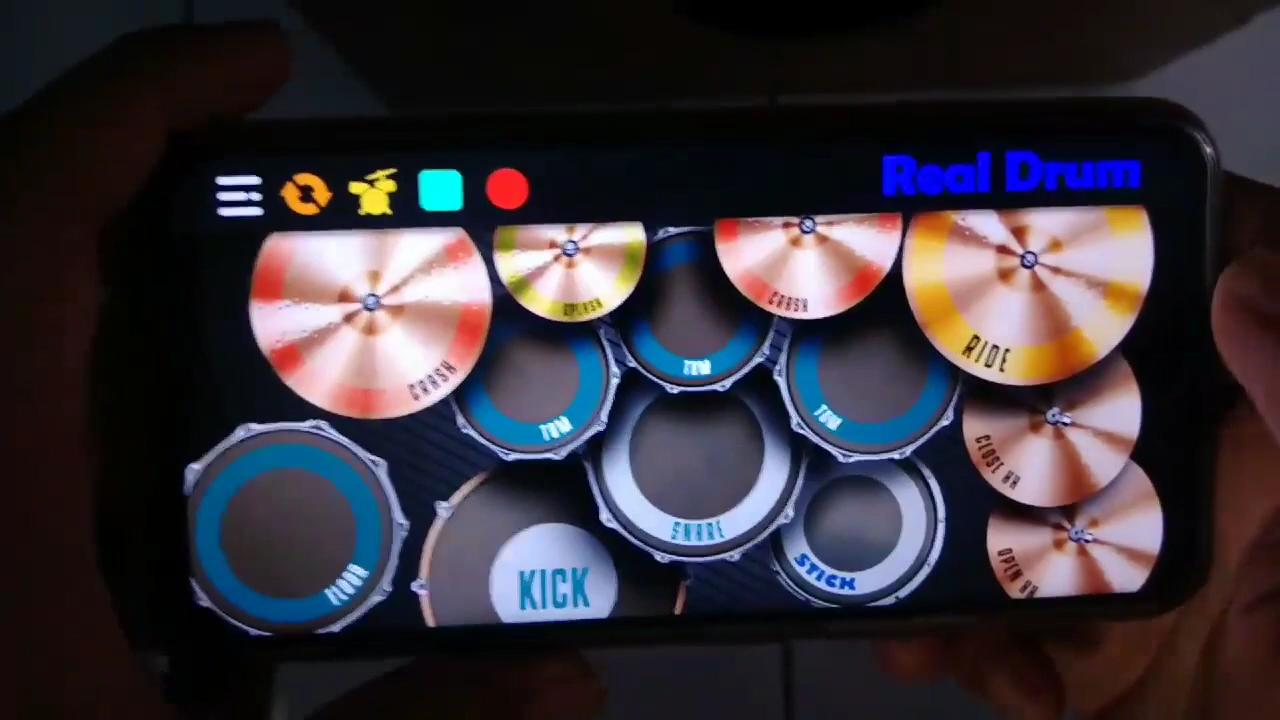 Real Drum
CRASH
SPLASH
CRASH
RIDE
TOM
TOM
TOM
CLOSE HH
SNARE
FLOOR
KICK
STICK
OPEN HH